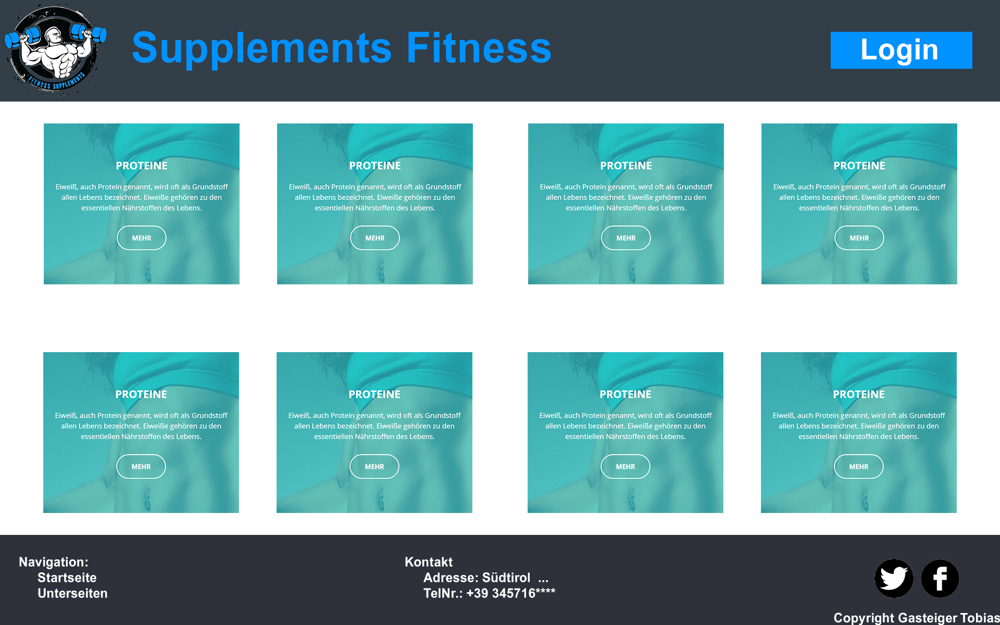 FITNESS SUPPLEMENTS
Supplements Fitness
Login
PROTEINE
Eiweiß, auch Protein genannt, wird oft als Grundstoff
allen Lebens bezeichnet. Eiweiße gehören zu den
essentiellen Nährstoffen des Lebens.
MEHR
PROTEINE
Eiweiß, auch Protein genannt, wird oft als Grundstoff
allen Lebens bezeichnet. Eiweiße gehören zu den
essentiellen Nährstoffen des Lebens.
MEHR
PROTEINE
Eiweiß, auch Protein genannt, wird oft als Grundstoff
allen Lebens bezeichnet. Eiweiße gehören zu den
essentiellen Nährstoffen des Lebens.
MEHR
PROTEINE
Eiweiß, auch Protein genannt, wird oft als Grundstoff
allen Lebens bezeichnet. Eiweiße gehören zu den
essentiellen Nährstoffen des Lebens.
MEHR
PROTEINE
Eiweiß, auch Protein genannt, wird oft als Grundstoff
allen Lebens bezeichnet. Eiweiße gehören zu den
essentiellen Nährstoffen des Lebens.
MEHR
PROTEINE
Eiweiß, auch Protein genannt, wird oft als Grundstoff
allen Lebens bezeichnet. Eiweiße gehören zu den
essentiellen Nährstoffen des Lebens.
MEHR
PROTEINE
Eiweiß, auch Protein genannt, wird oft als Grundstoff
allen Lebens bezeichnet. Eiweiße gehören zu den
essentiellen Nährstoffen des Lebens.
MEHR
PROTEINE
Eiweiß, auch Protein genannt, wird oft als Grundstoff
allen Lebens bezeichnet. Eiweiße gehören zu den
essentiellen Nährstoffen des Lebens.
MEHR
Navigation:
Startseite
Unterseiten
Kontakt
Adresse: Südtirol ...
TelNr.: +39 345716****
Copyright Gasteiger Tobias